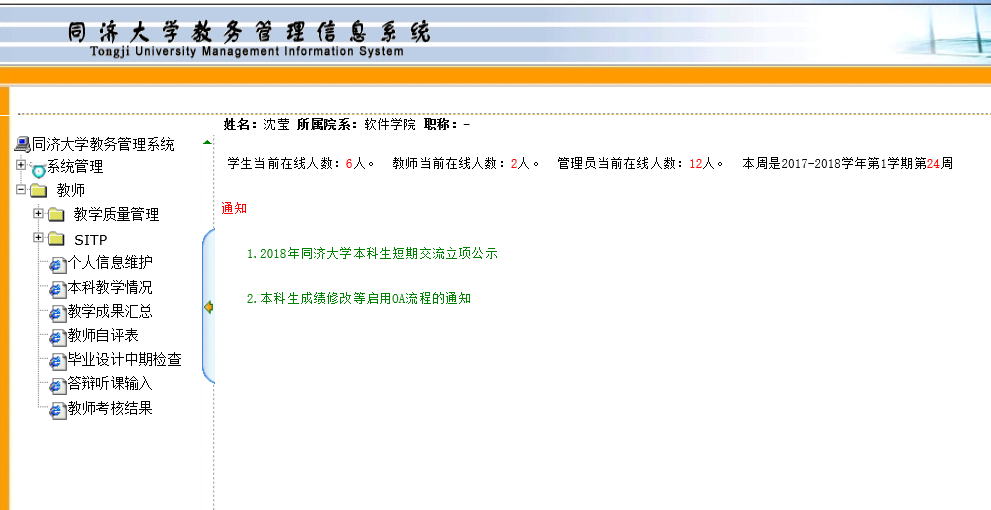 同济大学教务管理信息系统
Tongji University Management Information System
姓名：沈莹 所属院系：软件学院 职称：-
同济大学教务管理系统
系统管理
教师
教学质量管理
SITP
个人信息维护
本科教学情况
教学成果汇总
教师自评表
毕业设计中期检查
答辩听课输入
教师考核结果
学生当前在线人数：6人。 教师当前在线人数：2人。 管理员当前在线人数：12人。 本周是2017-2018学年第1学期第24周
通知
1.2018年同济大学本科生短期交流立项公示
2.本科生成绩修改等启用OA流程的通知